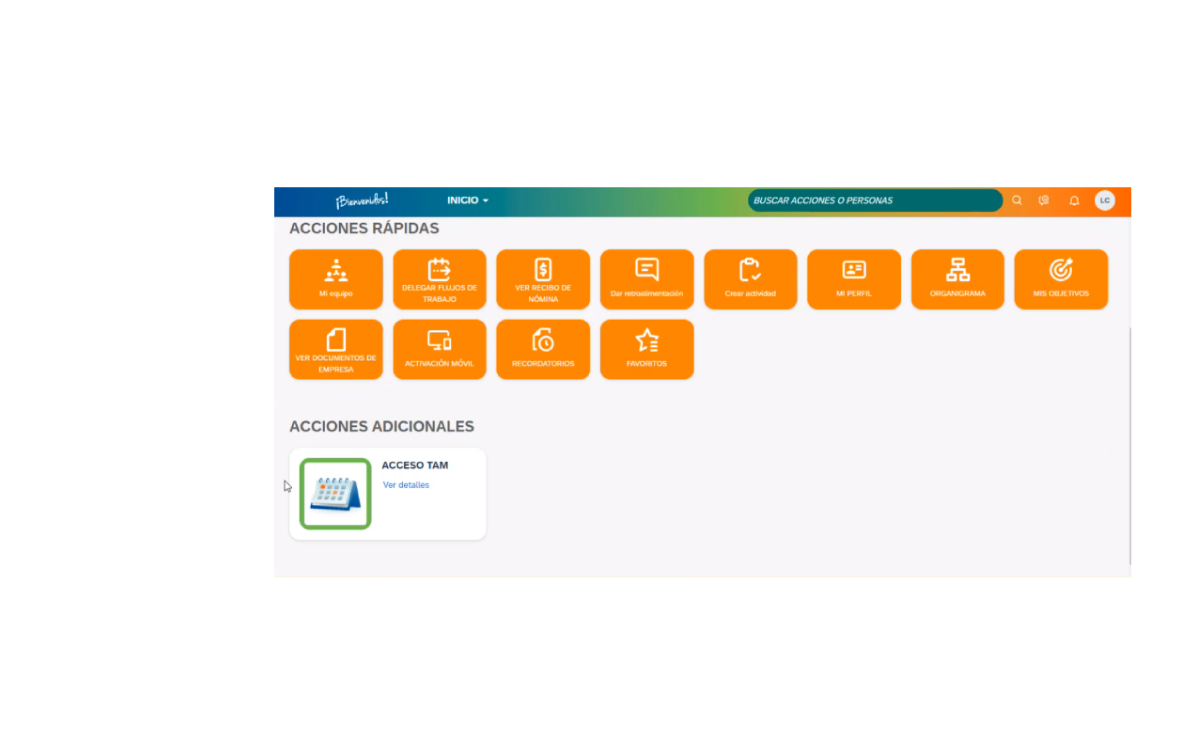 ¡Bienvenidos!
INICIO
BUSCAR ACCIONES O PERSONAS
LC
ACCIONES RÁPIDAS
Mi equipo
DELEGAR FLUJOS DE
TRABAJO
VER RECIBO DE
NÓMINA
Dar retroalimentación
Crear actividad
MI PERFIL
ORGANIGRAMA
MIS OBJETIVOS
VER DOCUMENTOS DE
EMPRESA
ACTIVACIÓN MÓVIL
RECORDATORIOS
FAVORITOS
ACCIONES ADICIONALES
ACCESO TAM
Ver detalles